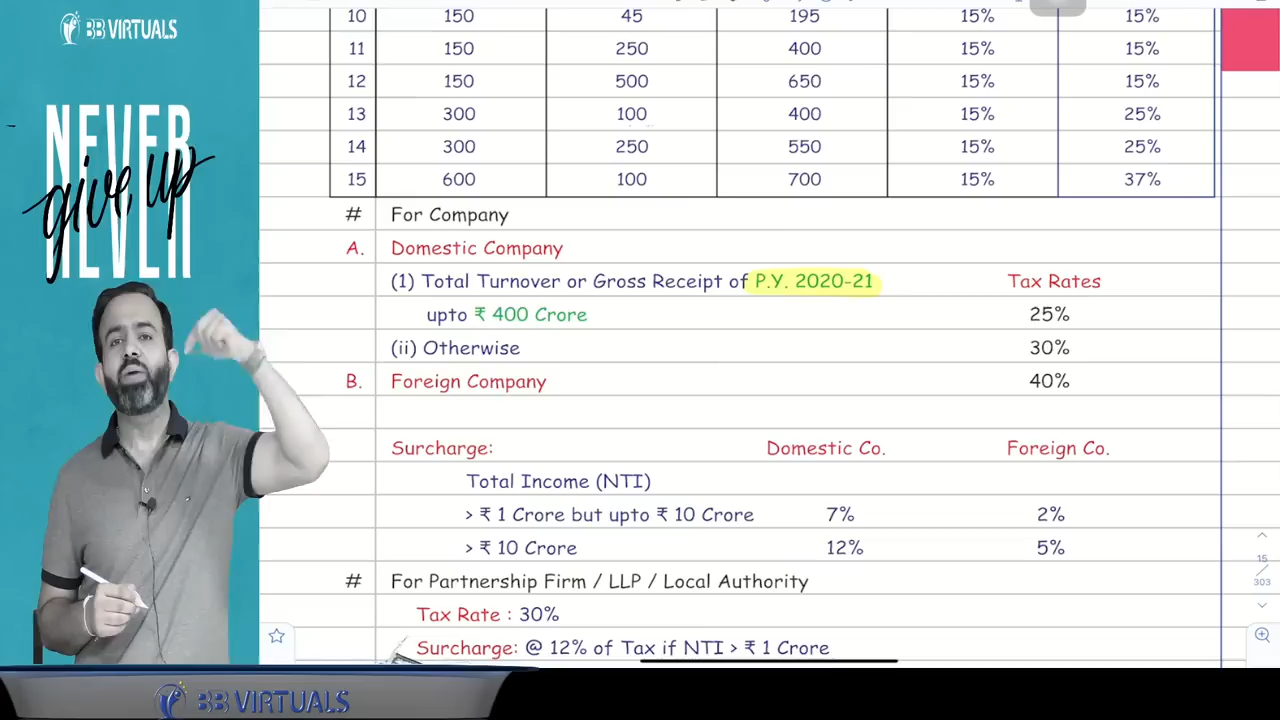 BB VIRTUALS
NEVER
give up
NEVER
10 150 45 195 15% 15%
11 150 250 400 15% 15%
12 150 500 650 15% 15%
13 300 100 400 15% 25%
14 300 250 550 15% 25%
15 600 100 700 15% 37%
# For Company
A. Domestic Company
(1) Total Turnover or Gross Receipt of P.Y. 2020-21 Tax Rates
upto ₹ 400 Crore 25%
(ii) Otherwise 30%
B. Foreign Company 40%
Surcharge: Domestic Co. Foreign Co.
Total Income (NTI)
> ₹ 1 Crore but upto ₹ 10 Crore 7% 2%
> ₹ 10 Crore 12% 5%
# For Partnership Firm / LLP / Local Authority
Tax Rate : 30%
Surcharge: @ 12% of Tax if NTI > ₹ 1 Crore
15
/
303
BB VIRTUALS